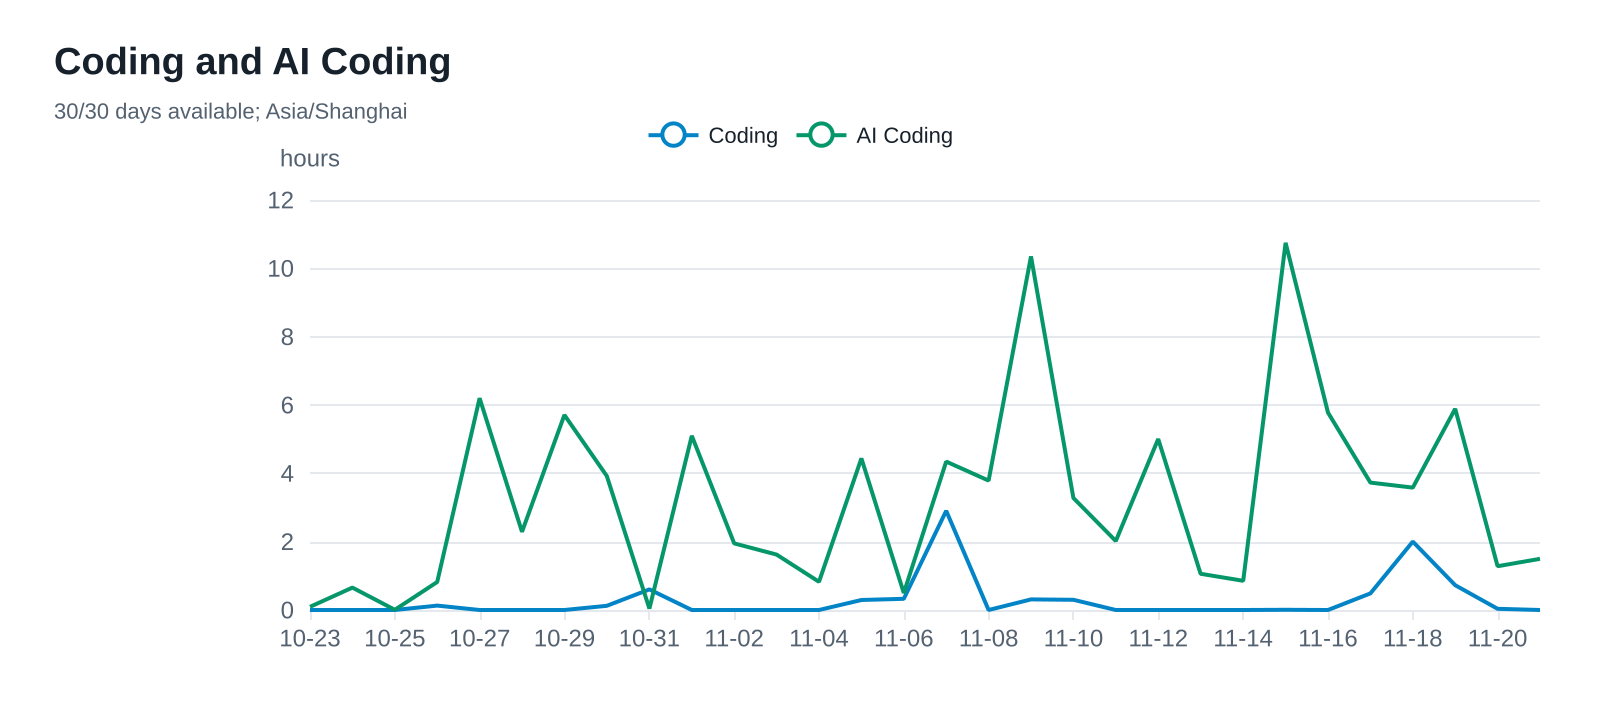 Coding and AI Coding
30/30 days available; Asia/Shanghai
Coding AI Coding
hours
12
10
8
6
4
2
0
10-23 10-25 10-27 10-29 10-31 11-02 11-04 11-06 11-08 11-10 11-12 11-14 11-16 11-18 11-20